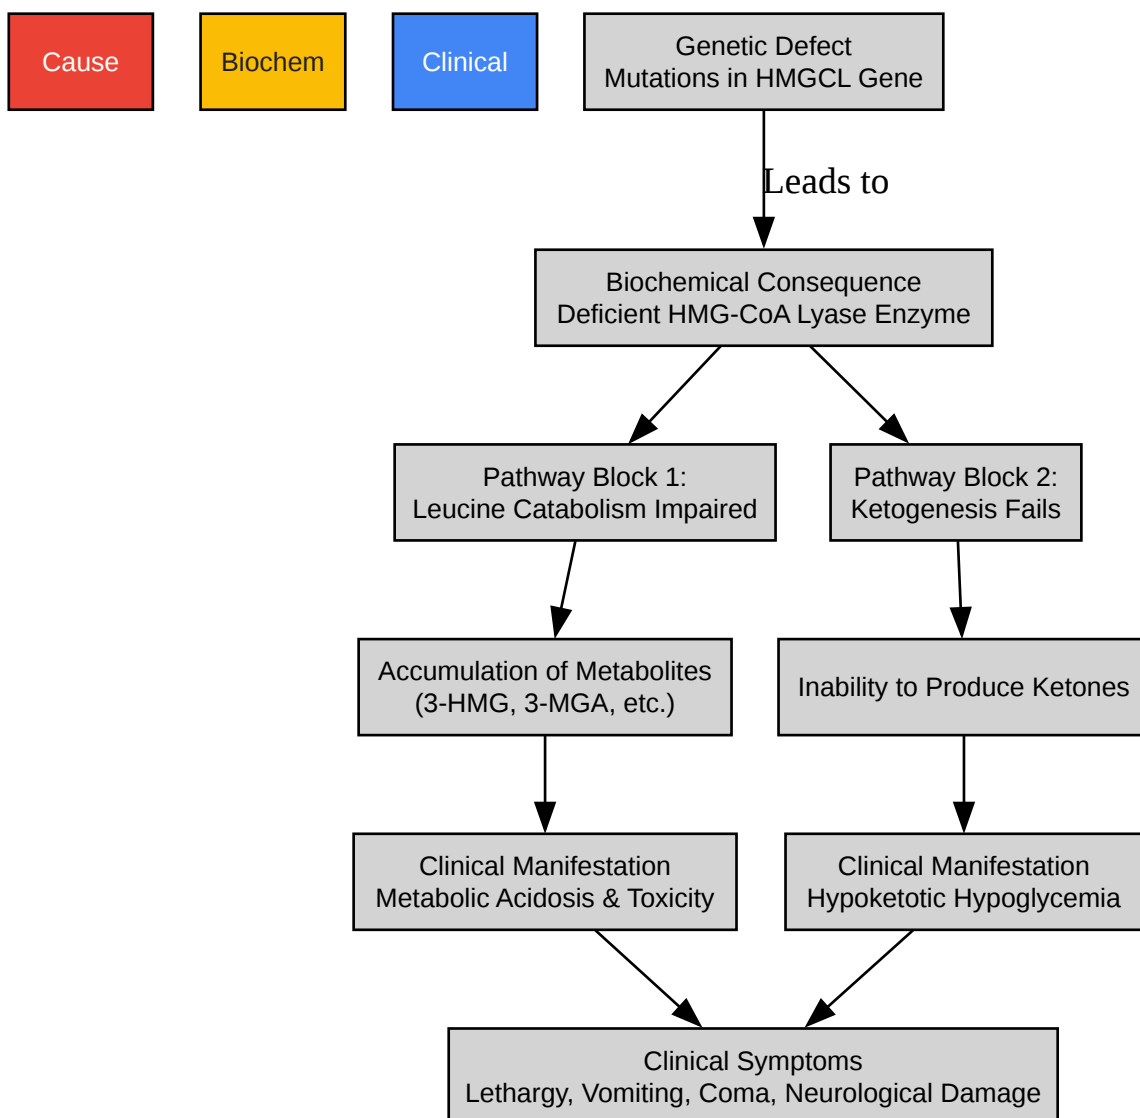 Cause
Biochem
Clinical
Genetic Defect
Mutations in HMGCL Gene
Leads to
Biochemical Consequence
Deficient HMG-CoA Lyase Enzyme
Pathway Block 1:
Leucine Catabolism Impaired
Pathway Block 2:
Ketogenesis Fails
Accumulation of Metabolites
(3-HMG, 3-MGA, etc.)
Inability to Produce Ketones
Clinical Manifestation
Metabolic Acidosis & Toxicity
Clinical Manifestation
Hypoketotic Hypoglycemia
Clinical Symptoms
Lethargy, Vomiting, Coma, Neurological Damage